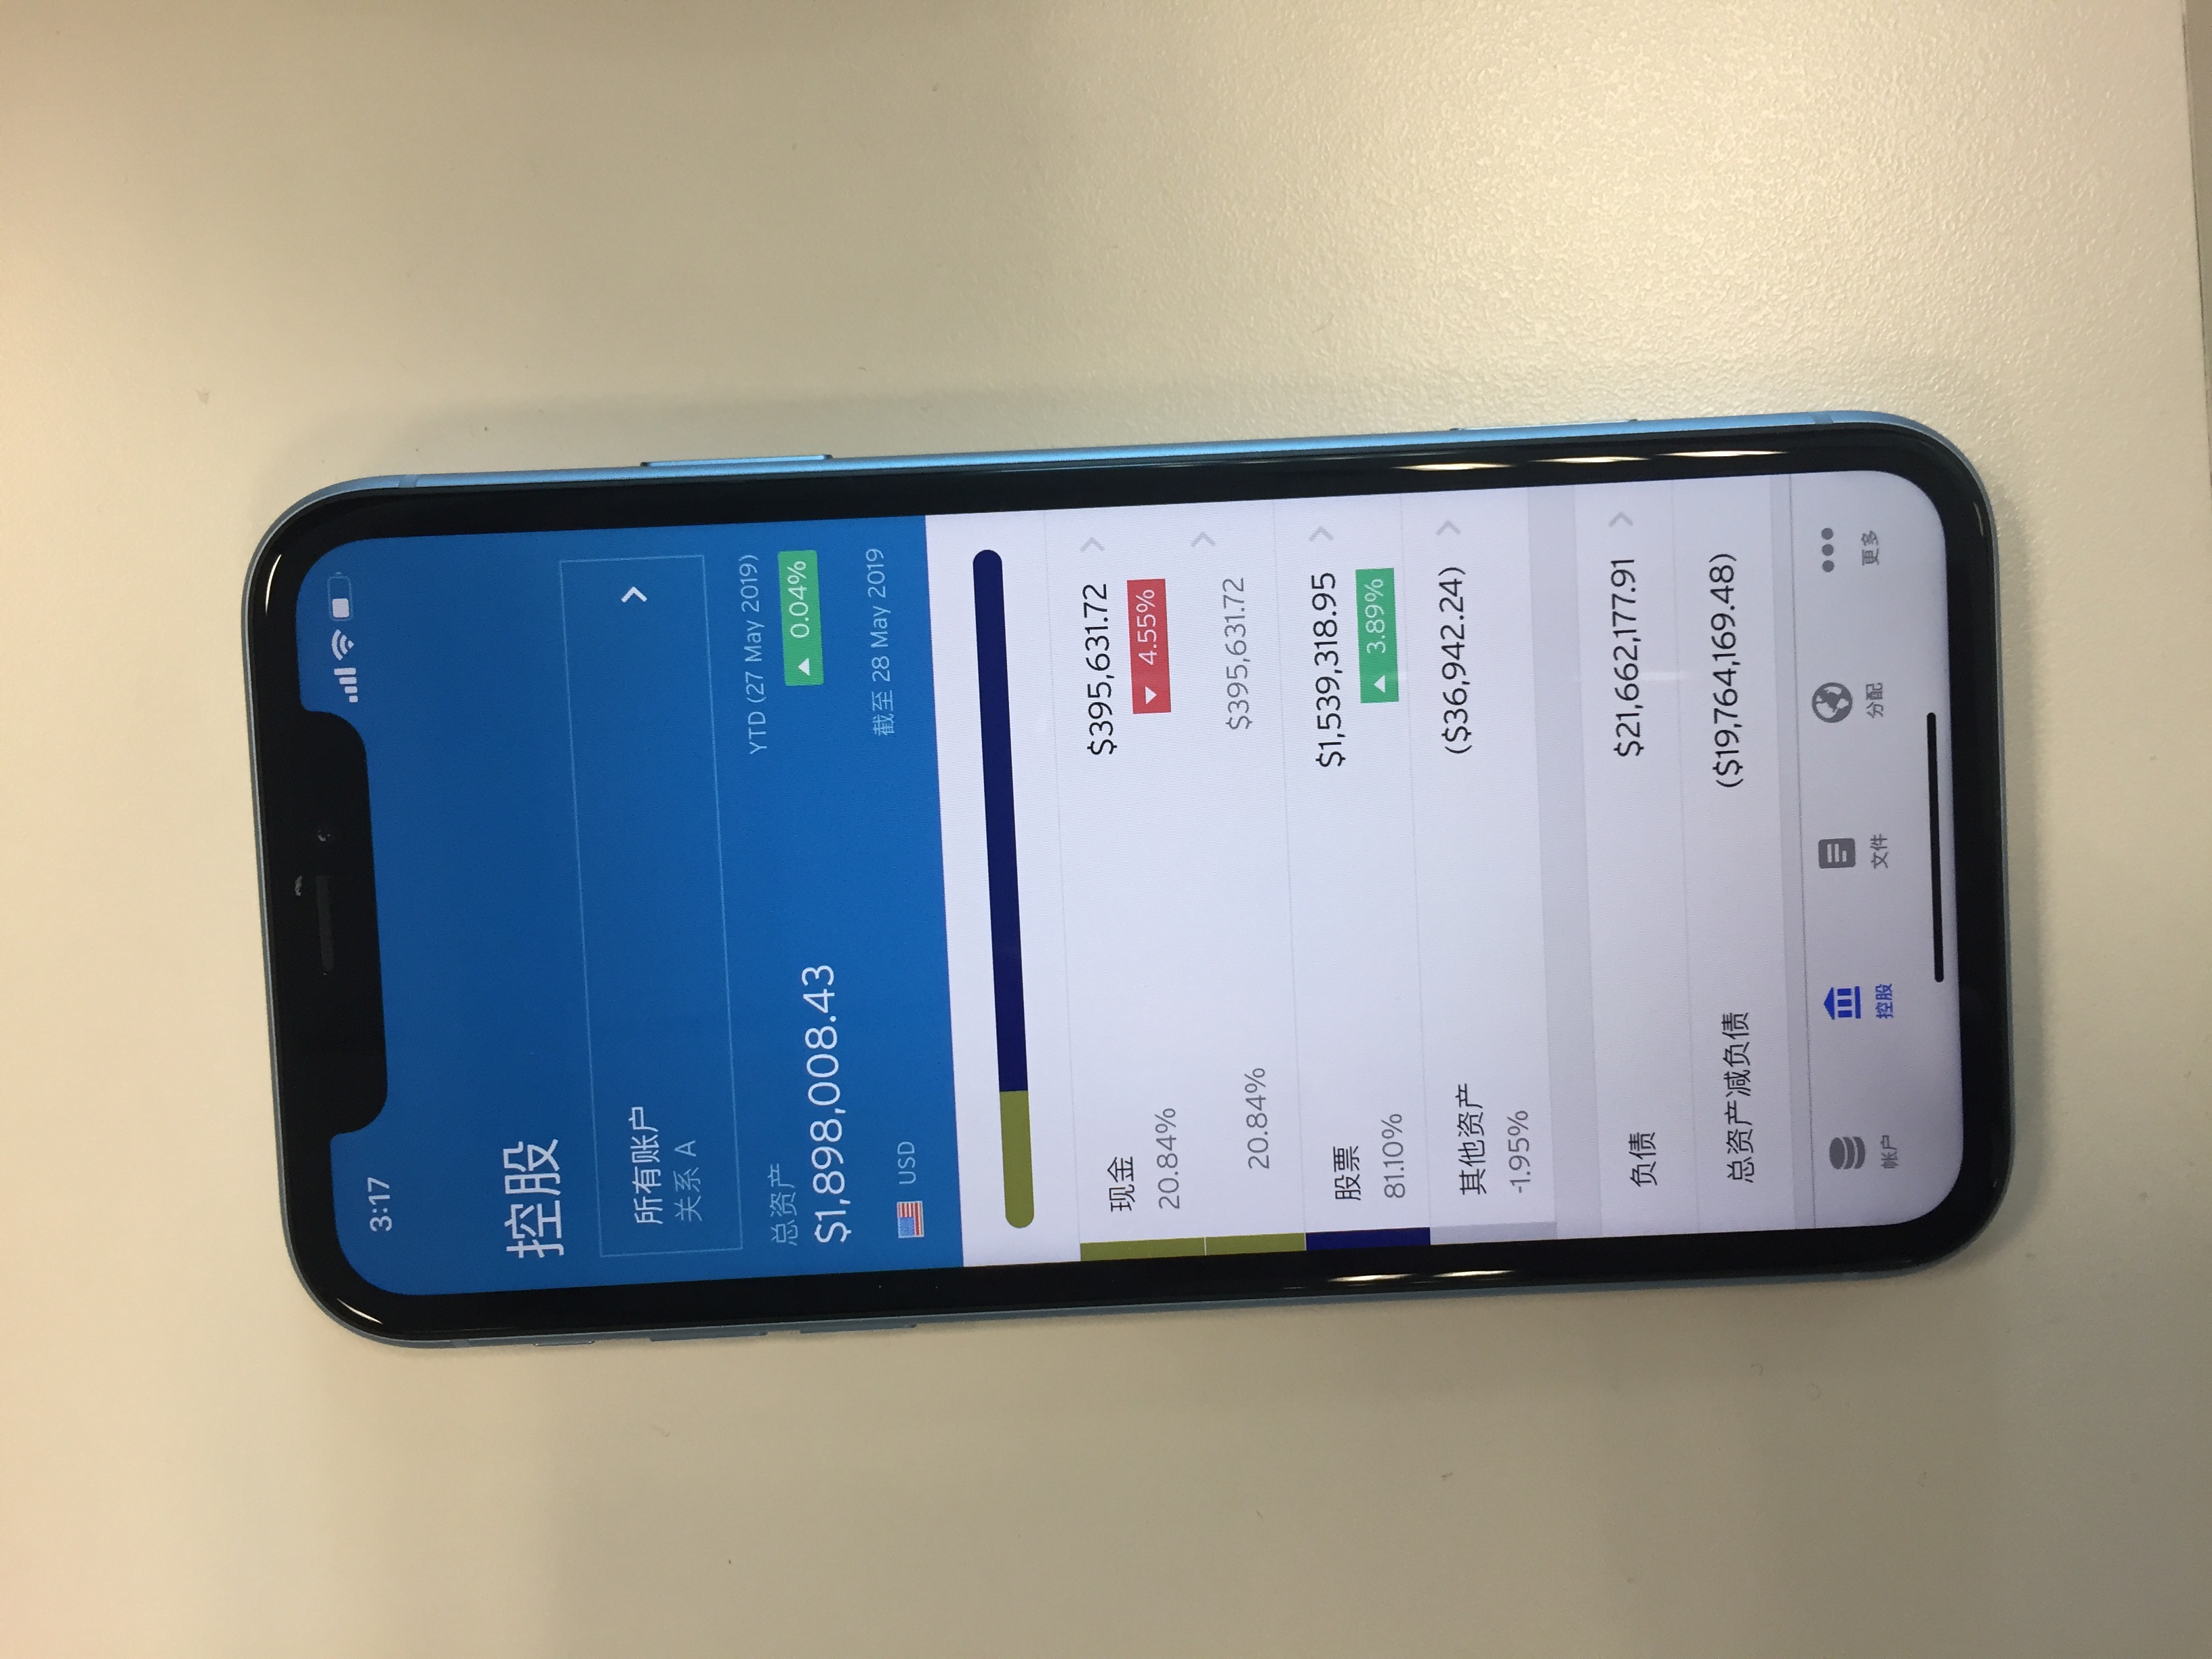 3:17
控股
所有账户
关系 A
总资产
YTD (27 May 2019)
$1,898,008.43
0.04%
USD
截至 28 May 2019
现金
$395,631.72
20.84%
4.55%
20.84%
$395,631.72
股票
$1,539,318.95
81.10%
3.89%
其他资产
($36,942.24)
-1.95%
负债
$21,662,177.91
总资产减负债
($19,764,169.48)
帐户
控股
文件
分配
更多